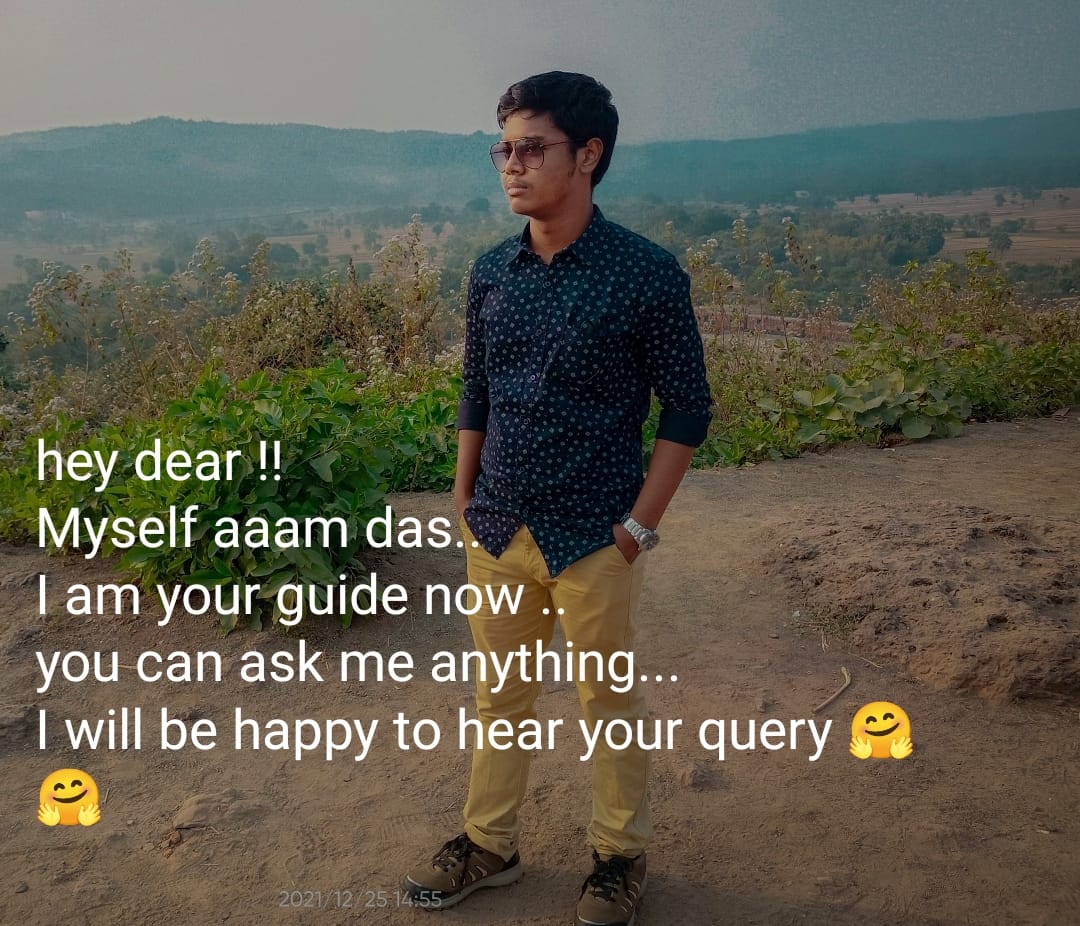 hey dear !!
Myself aaam das..
I am your guide now ..
you can ask me anything...
I will be happy to hear your query 🤗
🤗
2021/12/25 14:55